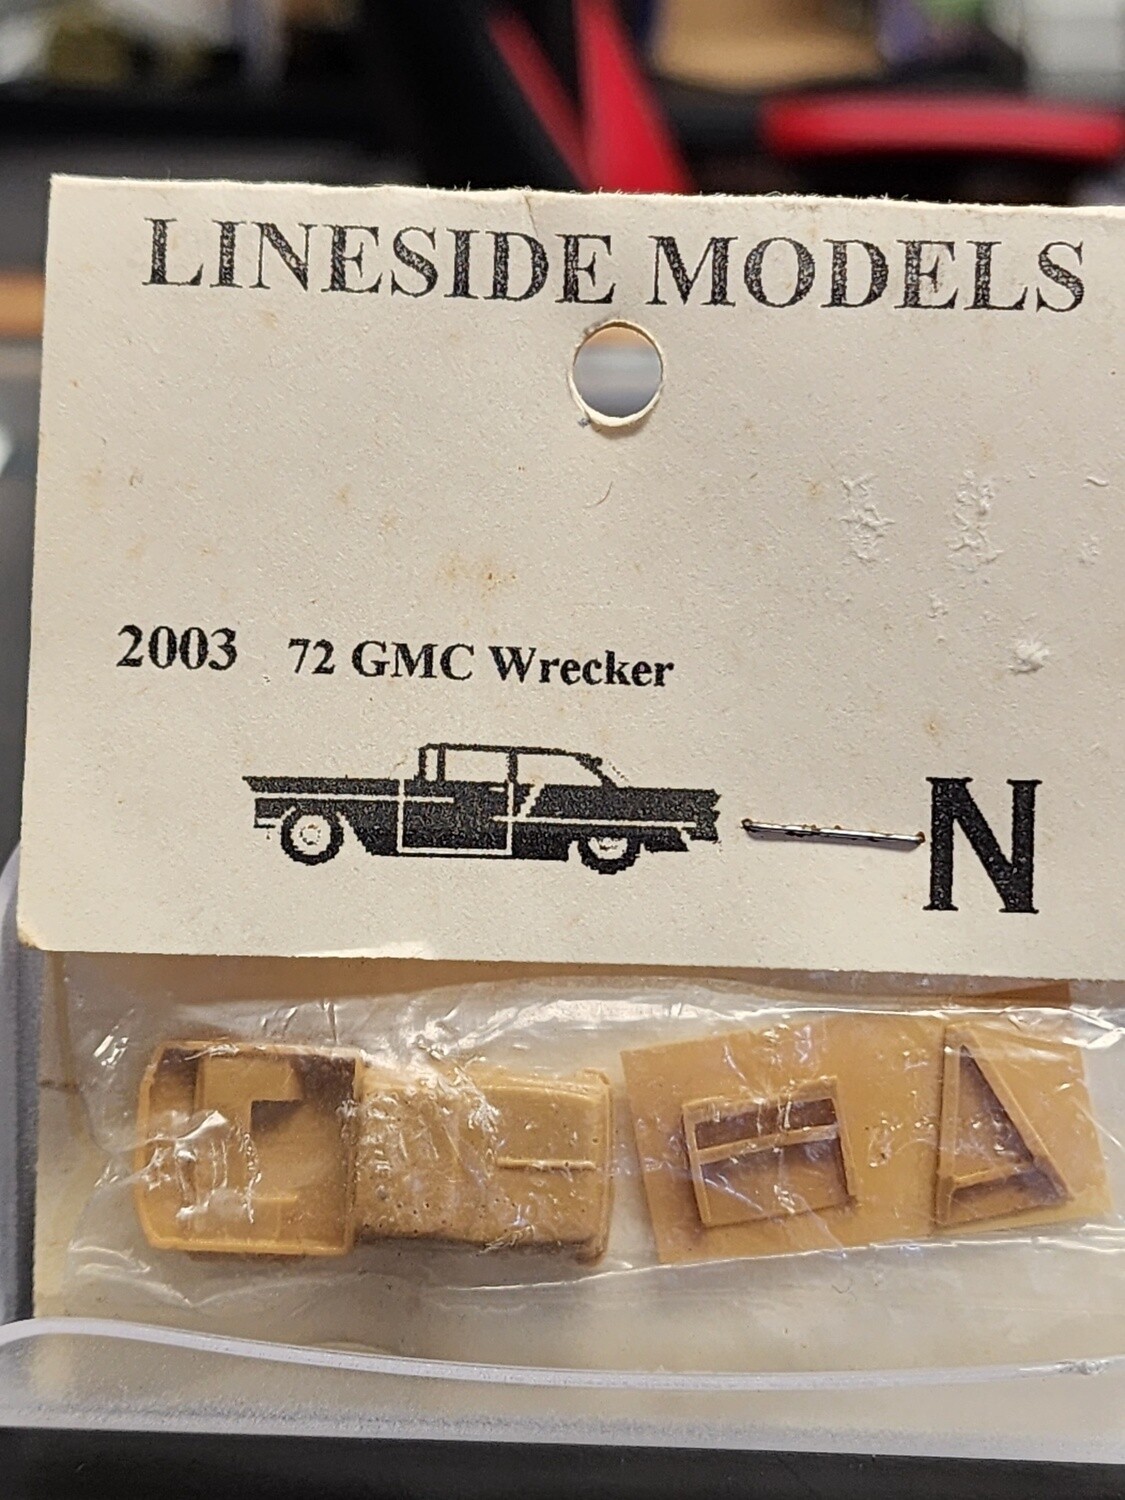 LINESIDE MODELS
2003 72 GMC Wrecker
N